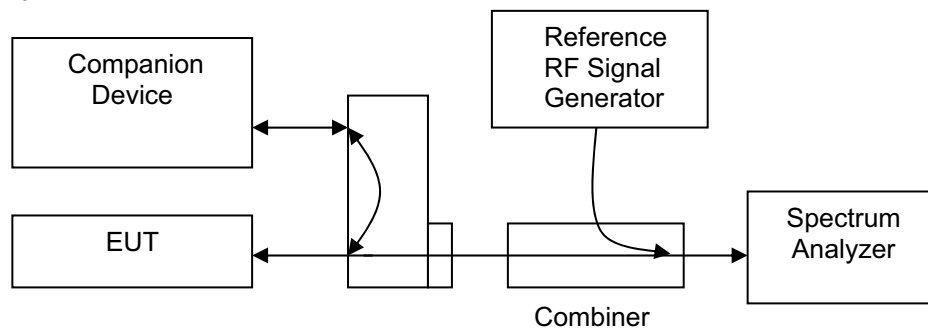 Companion
Device
Reference
RF Signal
Generator
EUT
Spectrum
Analyzer
Combiner